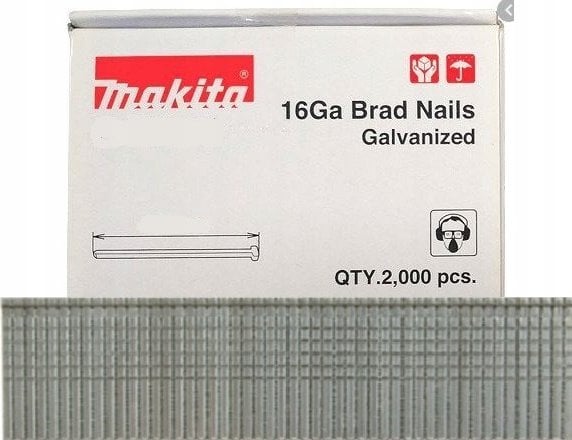 makita
16Ga Brad Nails
Galvanized
QTY.2,000 pcs.